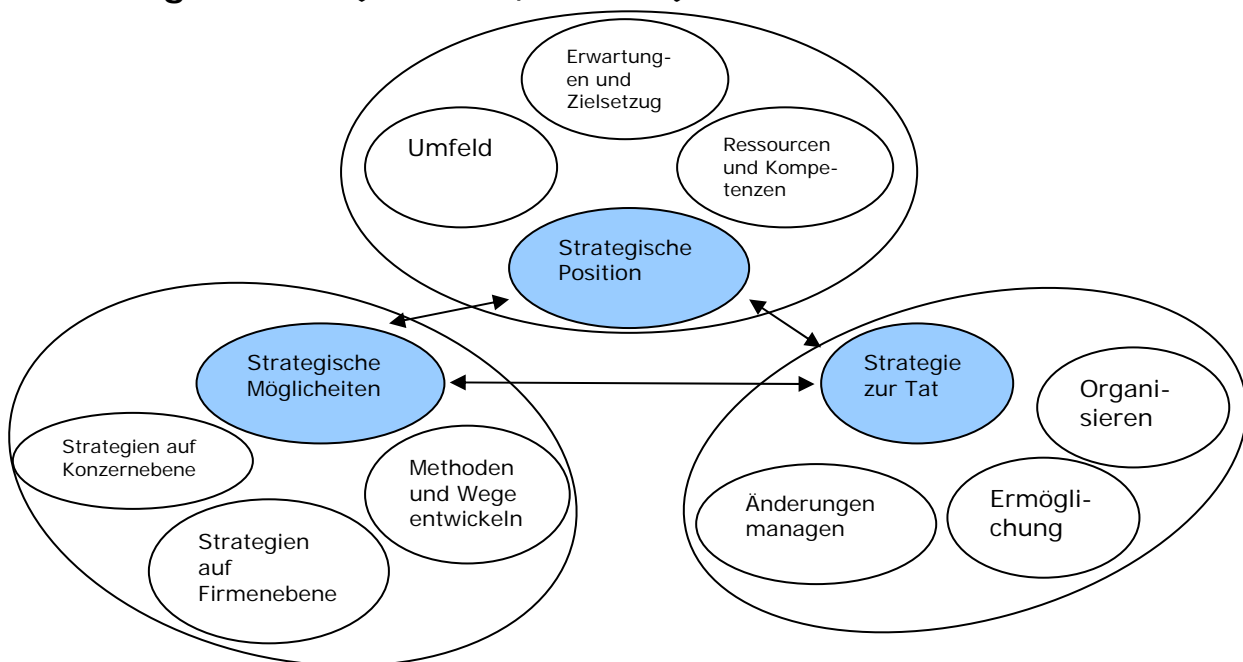 Erwartung-
en und
Zielsetzug
Umfeld
Ressourcen
und Kompe-
tenzen
Strategische
Position
Strategische
Möglicheiten
Strategie
zur Tat
Organi-
sieren
Strategien auf
Konzernebene
Methoden
und Wege
entwickeln
Änderungen
managen
Ermögli-
chung
Strategien
auf
Firmenebene